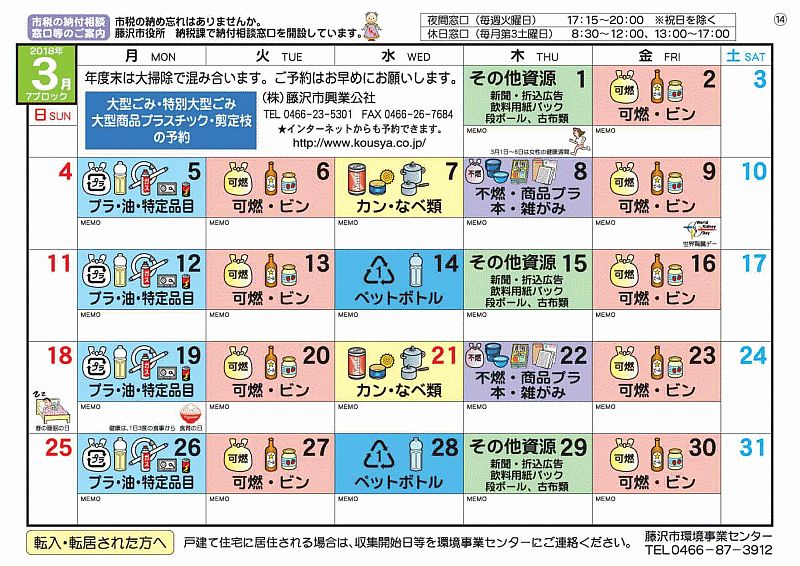 市税の納付相談
窓口等のご案内
市税の納め忘れはありませんか。
藤沢市役所 納税課で納付相談窓口を開設しています。
夜間窓口(毎週火曜日) 17:15~20:00 ※祝日を除く
休日窓口(毎月第3土曜日) 8:30~12:00、13:00~17:00
⑭
2018年
3月
7ブロック
日 SUN
月 MON
火 TUE
水 WED
木 THU
金 FRI
土 SAT
年度末は大掃除で混み合います。ご予約はお早めにお願いします。
大型ごみ・特別大型ごみ
大型商品プラスチック・剪定枝
の予約
(株)藤沢市興業公社
TEL 0466-23-5301 FAX 0466-26-7684
★インターネットからも予約できます。
http://www.kousya.co.jp/
その他資源 1
新聞・折込広告
飲料用紙パック
段ボール、古布類
MEMO
3月1日~8日は女性の健康週間
可燃 2
可燃・ビン
MEMO
3
4
プラ 5
プラ・油・特定品目
MEMO
可燃 6
可燃・ビン
MEMO
7
カン・なべ類
MEMO
不燃 8
不燃・商品プラ
本・雑がみ
MEMO
可燃 9
可燃・ビン
MEMO
World Kidney Day
世界腎臓デー
10
11
プラ 12
プラ・油・特定品目
MEMO
可燃 13
可燃・ビン
MEMO
1 14
ペットボトル
MEMO
その他資源 15
新聞・折込広告
飲料用紙パック
段ボール、古布類
MEMO
可燃 16
可燃・ビン
MEMO
17
18
春の睡眠の日
プラ 19
プラ・油・特定品目
MEMO
健康は、1日3食の食事から 食育の日
可燃 20
可燃・ビン
MEMO
21
カン・なべ類
MEMO
不燃 22
不燃・商品プラ
本・雑がみ
MEMO
可燃 23
可燃・ビン
MEMO
24
25
プラ 26
プラ・油・特定品目
MEMO
可燃 27
可燃・ビン
MEMO
1 28
ペットボトル
MEMO
その他資源 29
新聞・折込広告
飲料用紙パック
段ボール、古布類
MEMO
可燃 30
可燃・ビン
MEMO
31
転入・転居された方へ
戸建て住宅に居住される場合は、収集開始日等を環境事業センターにご連絡ください。
藤沢市環境事業センター
TEL0466-87-3912